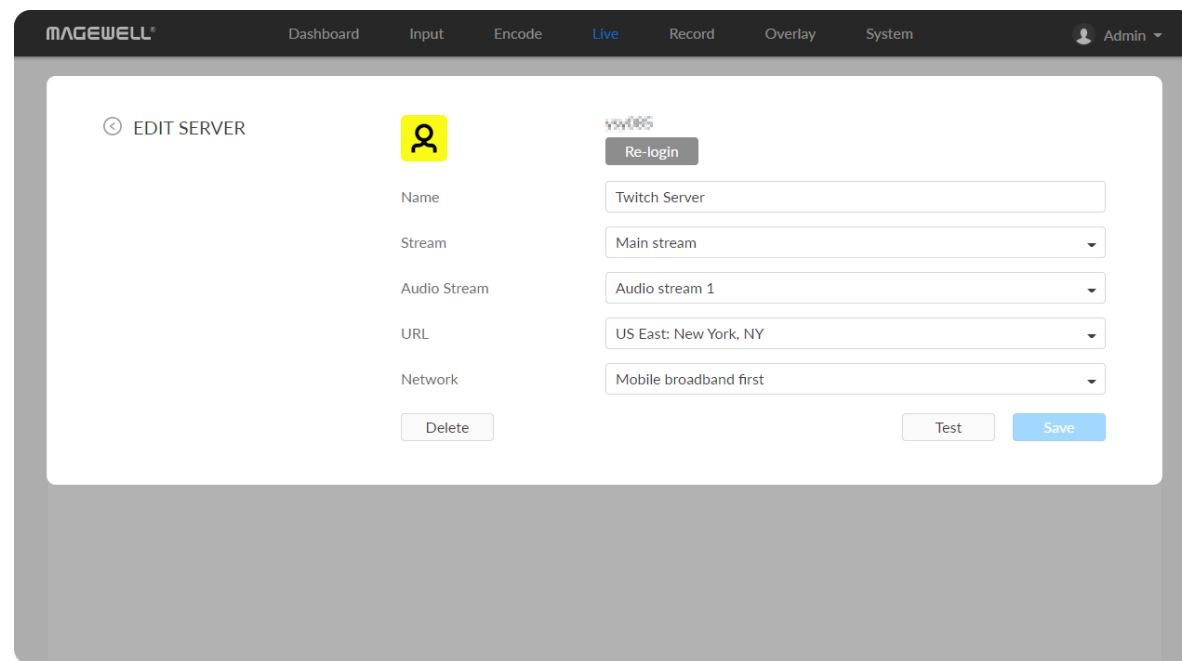 MAGEWELL® Dashboard Input Encode Live Record Overlay System Admin
EDIT SERVER
Re-login
Name Twitch Server
Stream Main stream
Audio Stream Audio stream 1
URL US East: New York, NY
Network Mobile broadband first
Delete Test Save